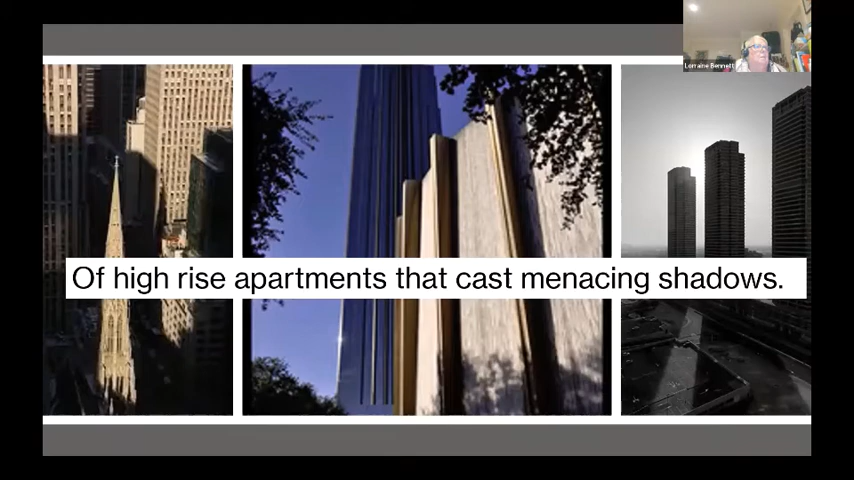 Lorraine Bennett
Of high rise apartments that cast menacing shadows.